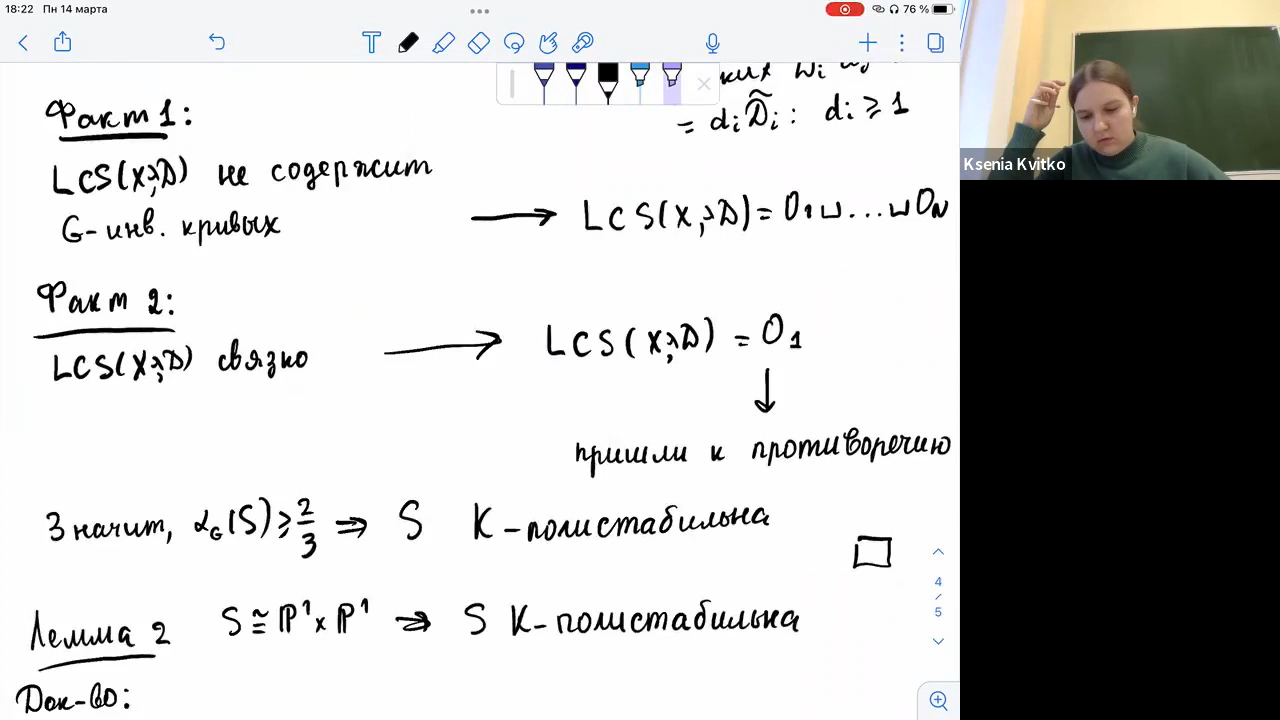 18:22 Пн 14 марта
76 %
= dᵢD̃ᵢ : dᵢ ⩾ 1
Факт 1:
LCS(X,λD) не содержит
G-инв. кривых
→ LCS(X,λD) = O₁ ⊔ ... ⊔ O_N
Факт 2:
LCS(X,λD) связно
→ LCS(X,λD) = O₁
↓
пришли к противоречию
Значит, α_G(S) ⩾ 2/3 ⇒ S K-полистабильна
□
Лемма 2 S ≅ ℙ¹ × ℙ¹ ⇒ S K-полистабильна
Док-во:
4
/
5
Ksenia Kvitko